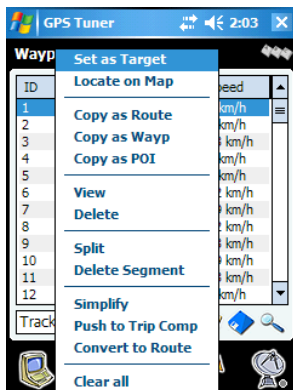 GPS Tuner 2:03
Wayp
Set as Target
Locate on Map
Copy as Route
Copy as Wayp
Copy as POI
View
Delete
Split
Delete Segment
Simplify
Push to Trip Comp
Convert to Route
Clear all
ID
1 km/h
2 km/h
3 km/h
4 km/h
5 km/h
6 km/h
7 km/h
8 km/h
9 km/h
10 km/h
11 km/h
12 km/h
Track